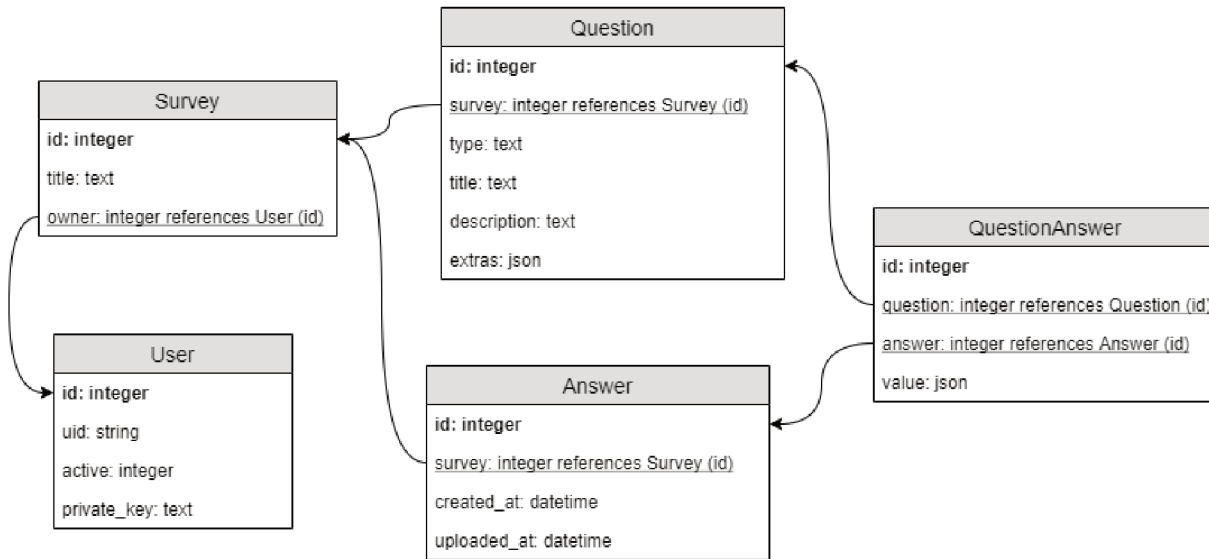 Survey
id: integer
title: text
owner: integer references User (id)
User
id: integer
uid: string
active: integer
private_key: text
Question
id: integer
survey: integer references Survey (id)
type: text
title: text
description: text
extras: json
Answer
id: integer
survey: integer references Survey (id)
created_at: datetime
uploaded_at: datetime
QuestionAnswer
id: integer
question: integer references Question (id)
answer: integer references Answer (id)
value: json